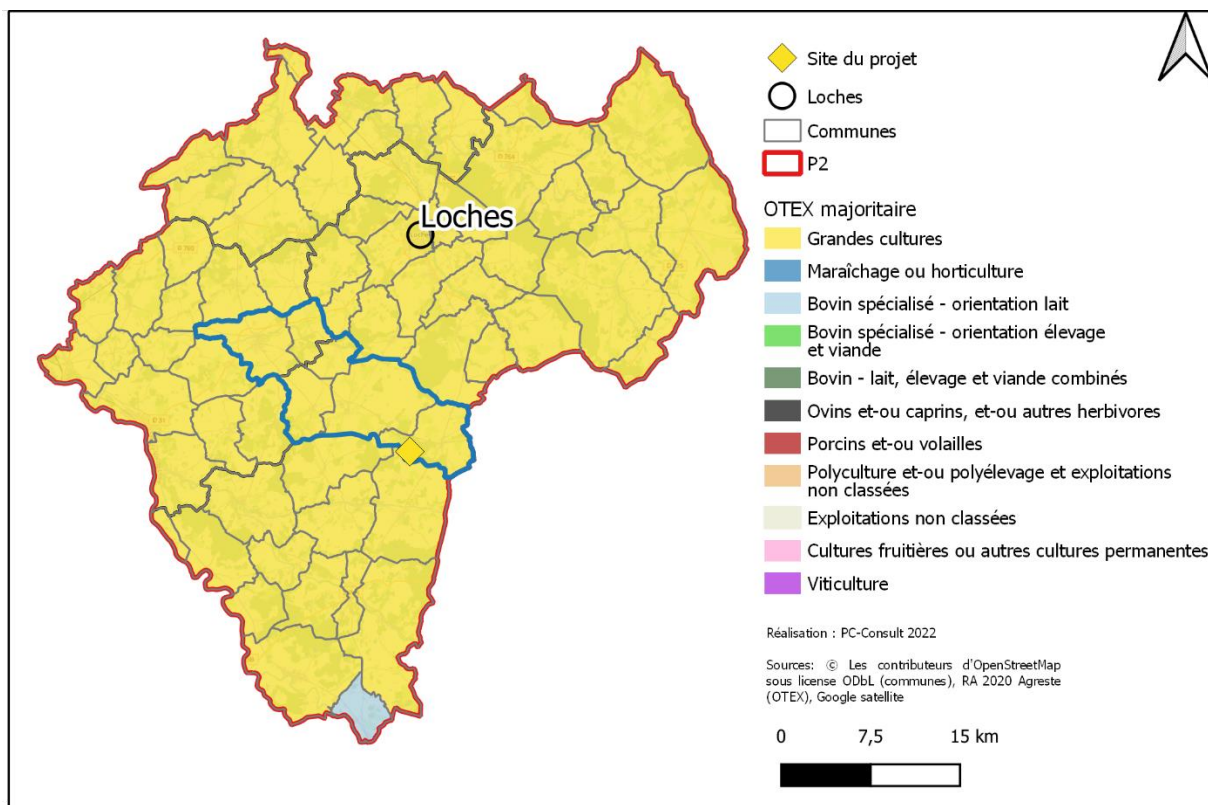 Loches
Site du projet
Loches
Communes
P2
OTEX majoritaire
Grandes cultures
Maraîchage ou horticulture
Bovin spécialisé - orientation lait
Bovin spécialisé - orientation élevage
et viande
Bovin - lait, élevage et viande combinés
Ovins et-ou caprins, et-ou autres herbivores
Porcins et-ou volailles
Polyculture et-ou polyélevage et exploitations
non classées
Exploitations non classées
Cultures fruitières ou autres cultures permanentes
Viticulture
Réalisation : PC-Consult 2022
Sources: © Les contributeurs d'OpenStreetMap
sous license ODbL (communes), RA 2020 Agreste
(OTEX), Google satellite
0 7,5 15 km